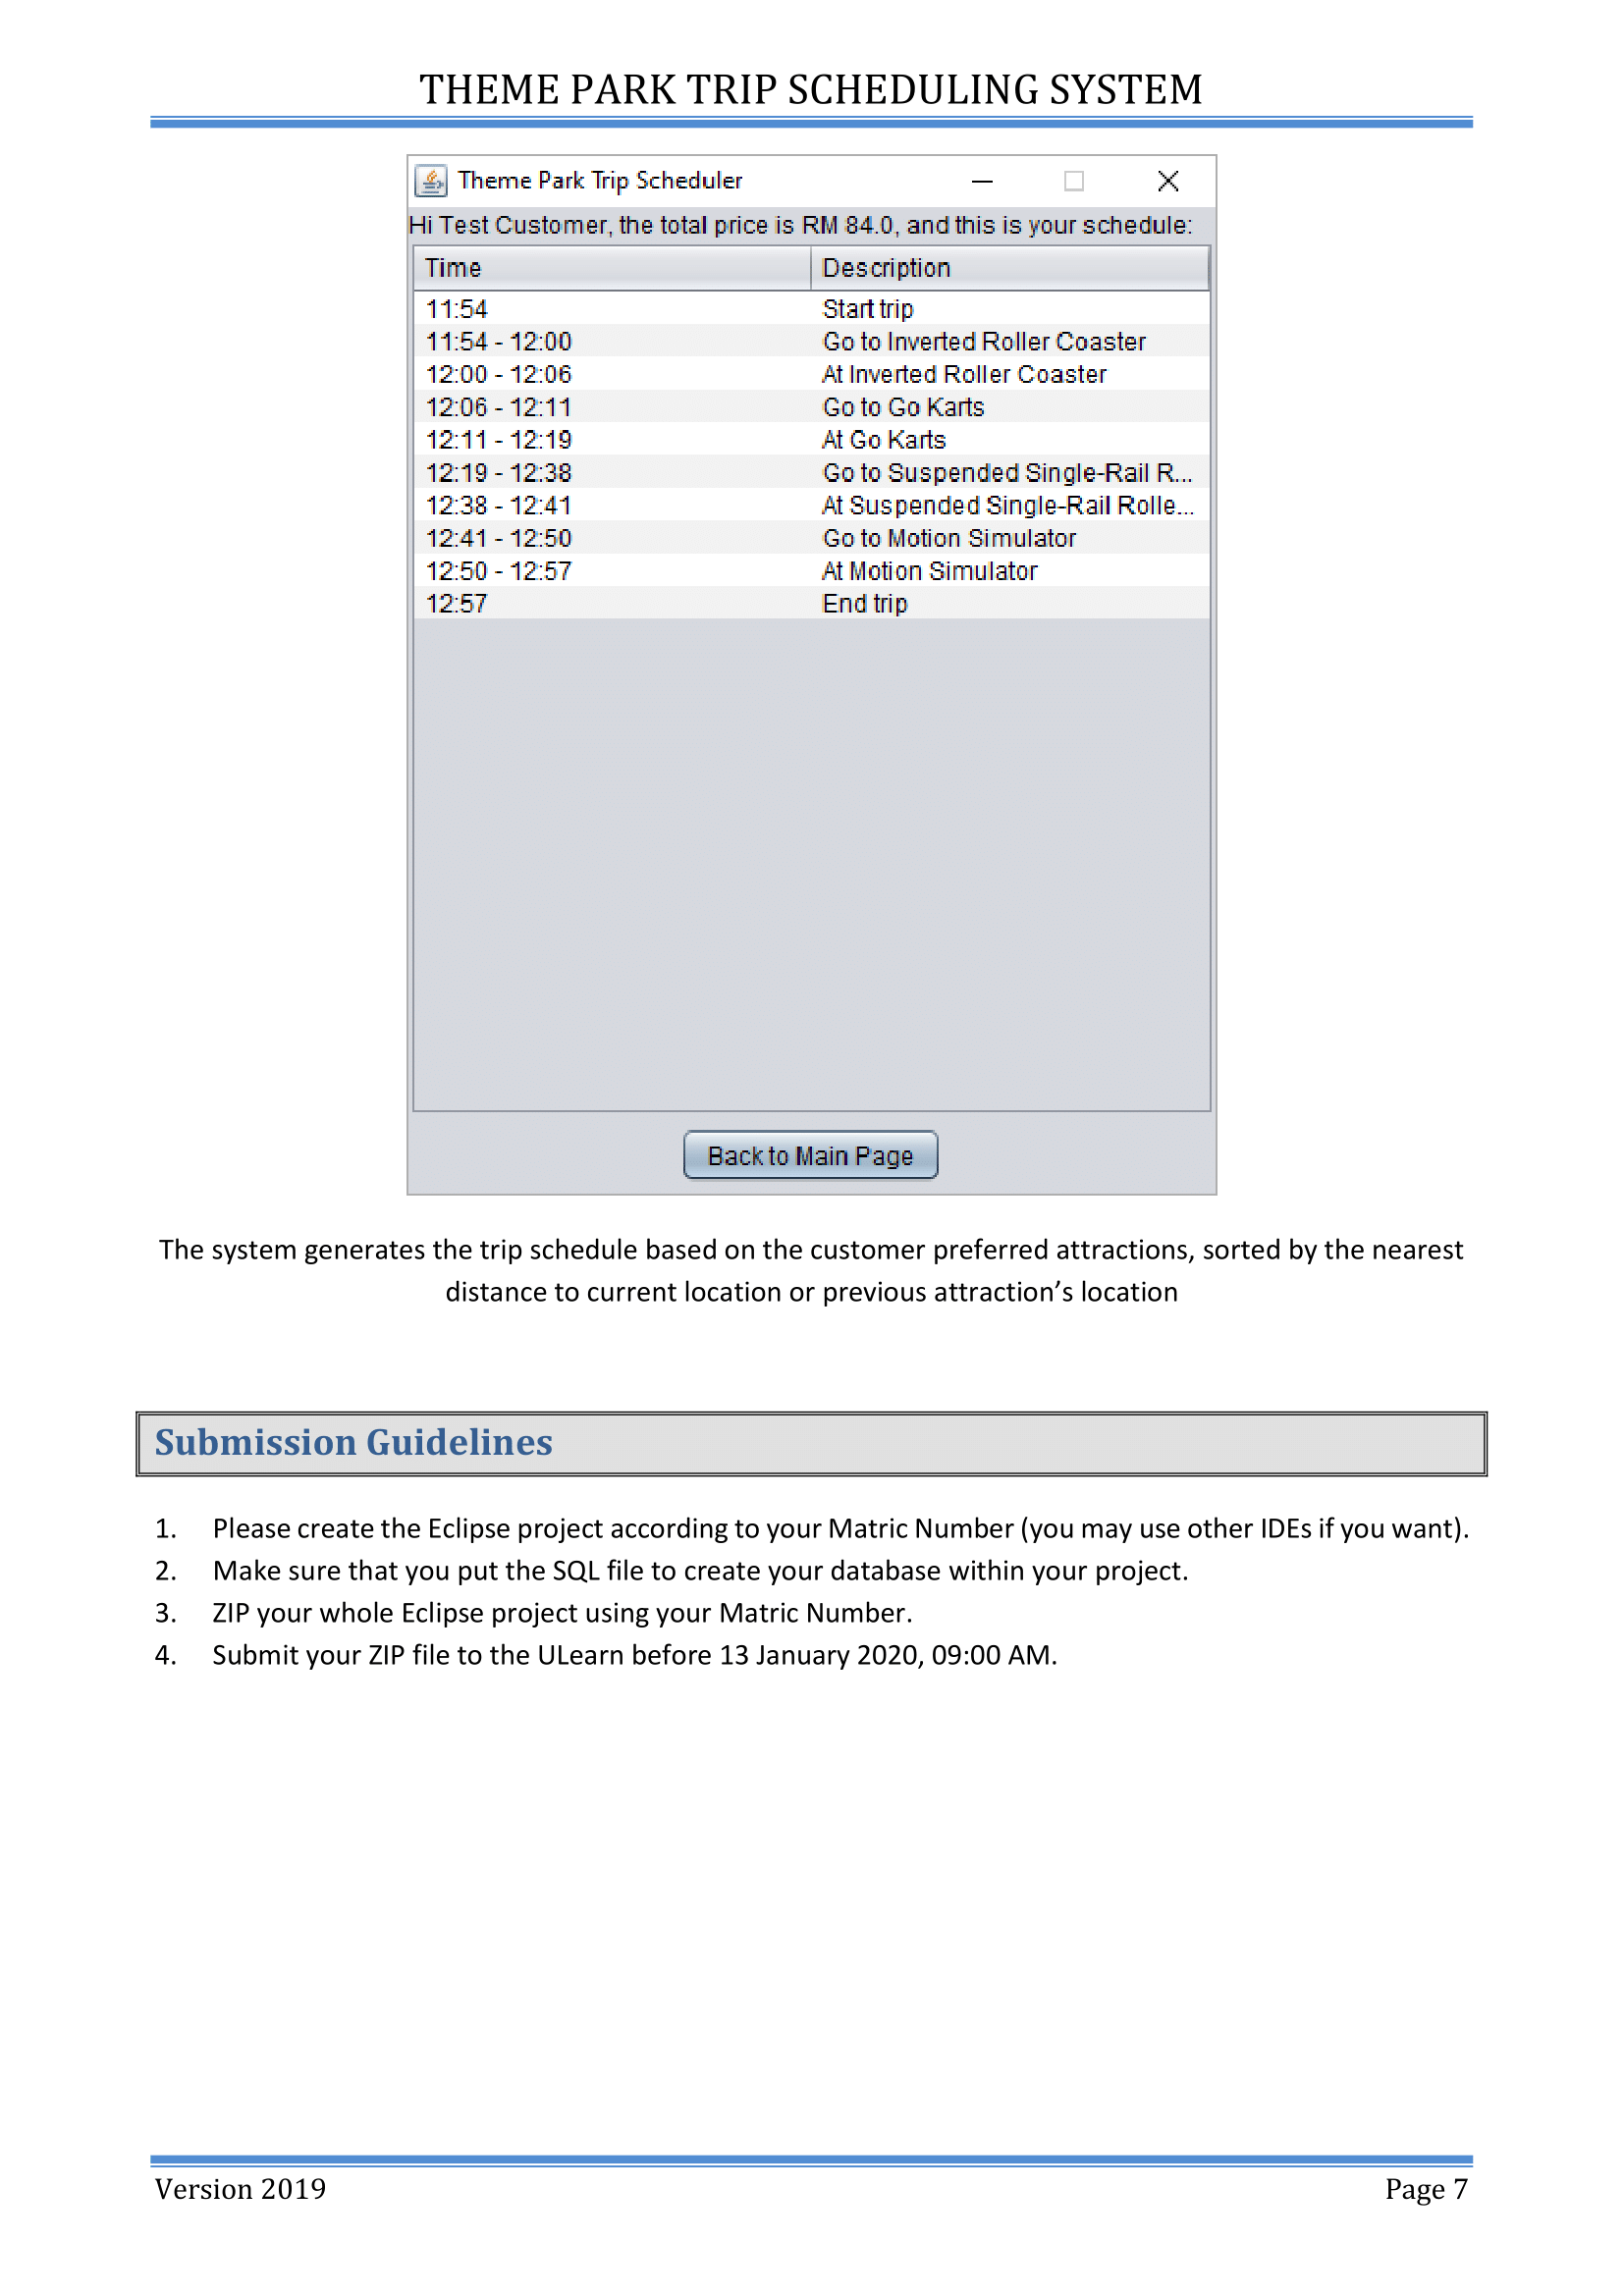 THEME PARK TRIP SCHEDULING SYSTEM
Theme Park Trip Scheduler
Hi Test Customer, the total price is RM 84.0, and this is your schedule:
Time Description
11:54 Start trip
11:54 - 12:00 Go to Inverted Roller Coaster
12:00 - 12:06 At Inverted Roller Coaster
12:06 - 12:11 Go to Go Karts
12:11 - 12:19 At Go Karts
12:19 - 12:38 Go to Suspended Single-Rail R...
12:38 - 12:41 At Suspended Single-Rail Rolle...
12:41 - 12:50 Go to Motion Simulator
12:50 - 12:57 At Motion Simulator
12:57 End trip
Back to Main Page
The system generates the trip schedule based on the customer preferred attractions, sorted by the nearest
distance to current location or previous attraction’s location
Submission Guidelines
1. Please create the Eclipse project according to your Matric Number (you may use other IDEs if you want).
2. Make sure that you put the SQL file to create your database within your project.
3. ZIP your whole Eclipse project using your Matric Number.
4. Submit your ZIP file to the ULearn before 13 January 2020, 09:00 AM.
Version 2019 Page 7